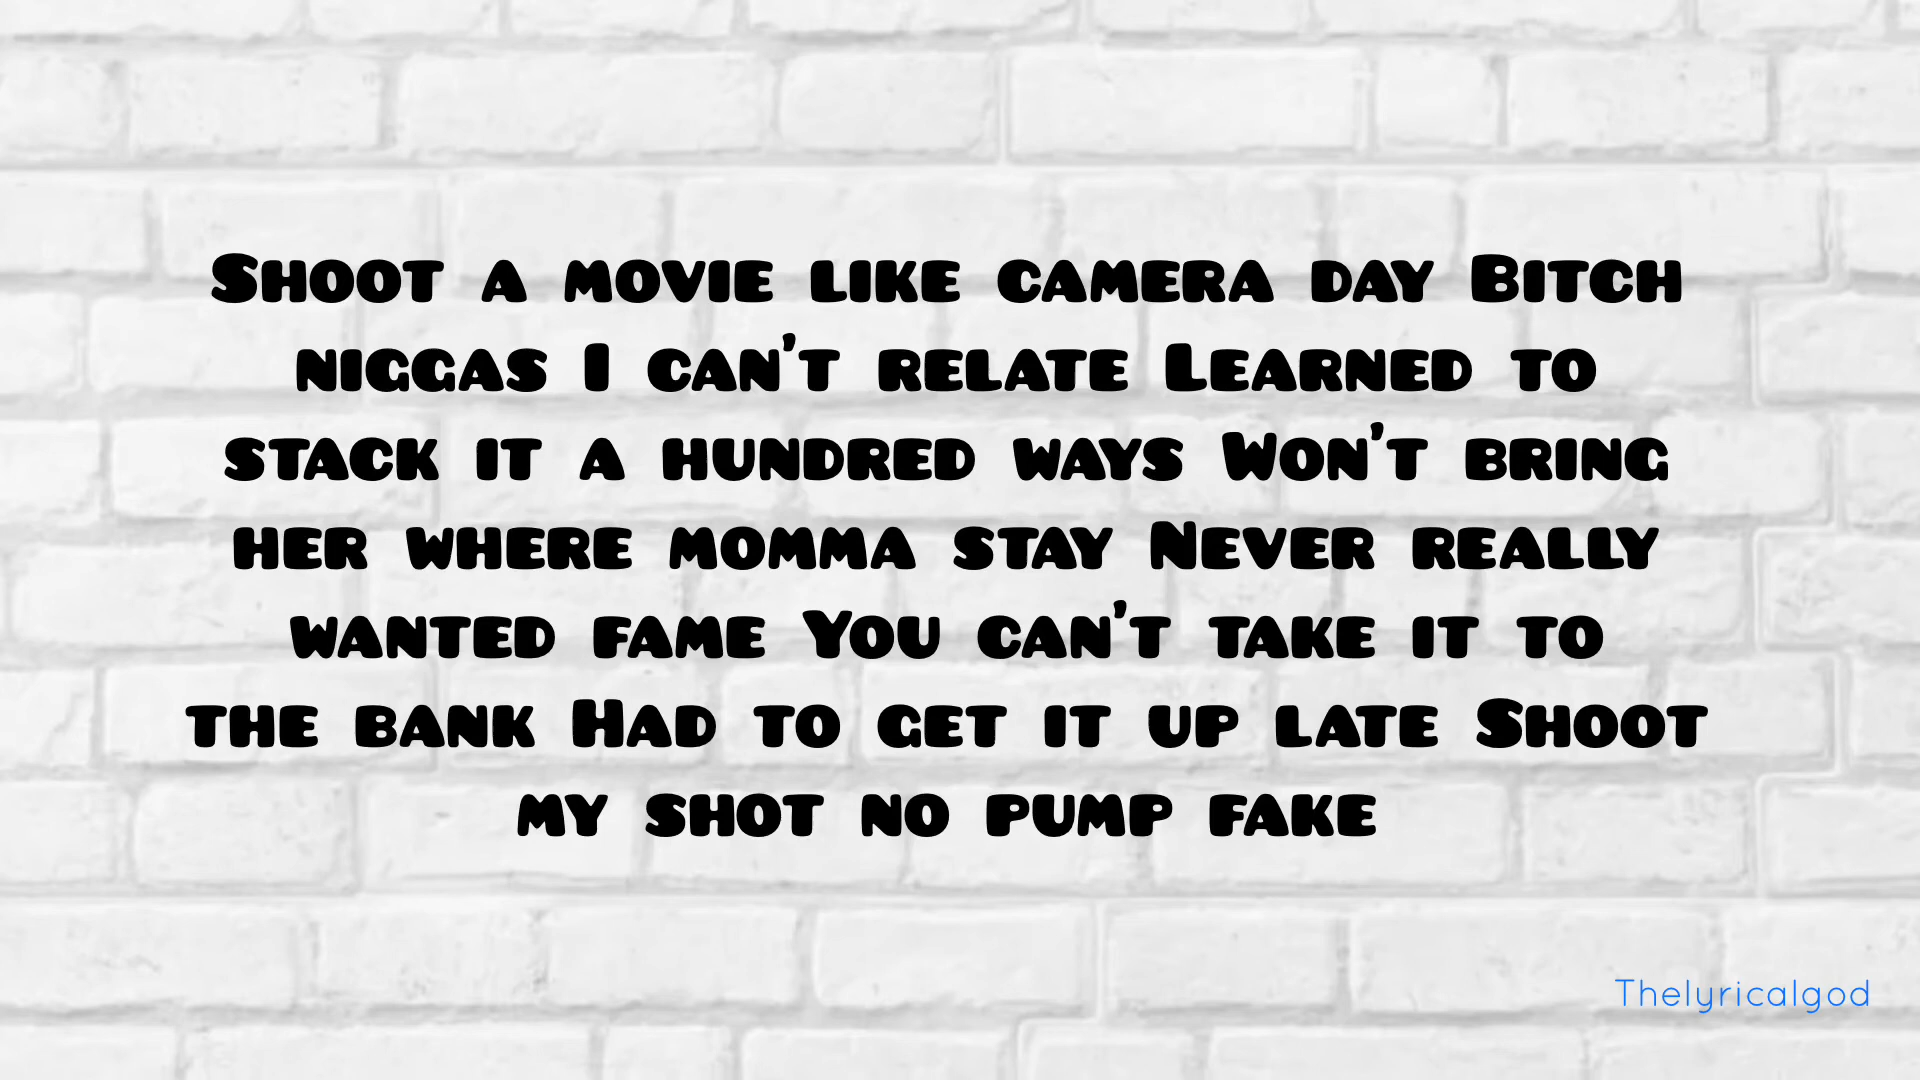 Shoot a movie like camera day Bitch
niggas I can't relate Learned to
stack it a hundred ways Won't bring
her where momma stay Never really
wanted fame You can't take it to
the bank Had to get it up late Shoot
my shot no pump fake
Thelyricalgod